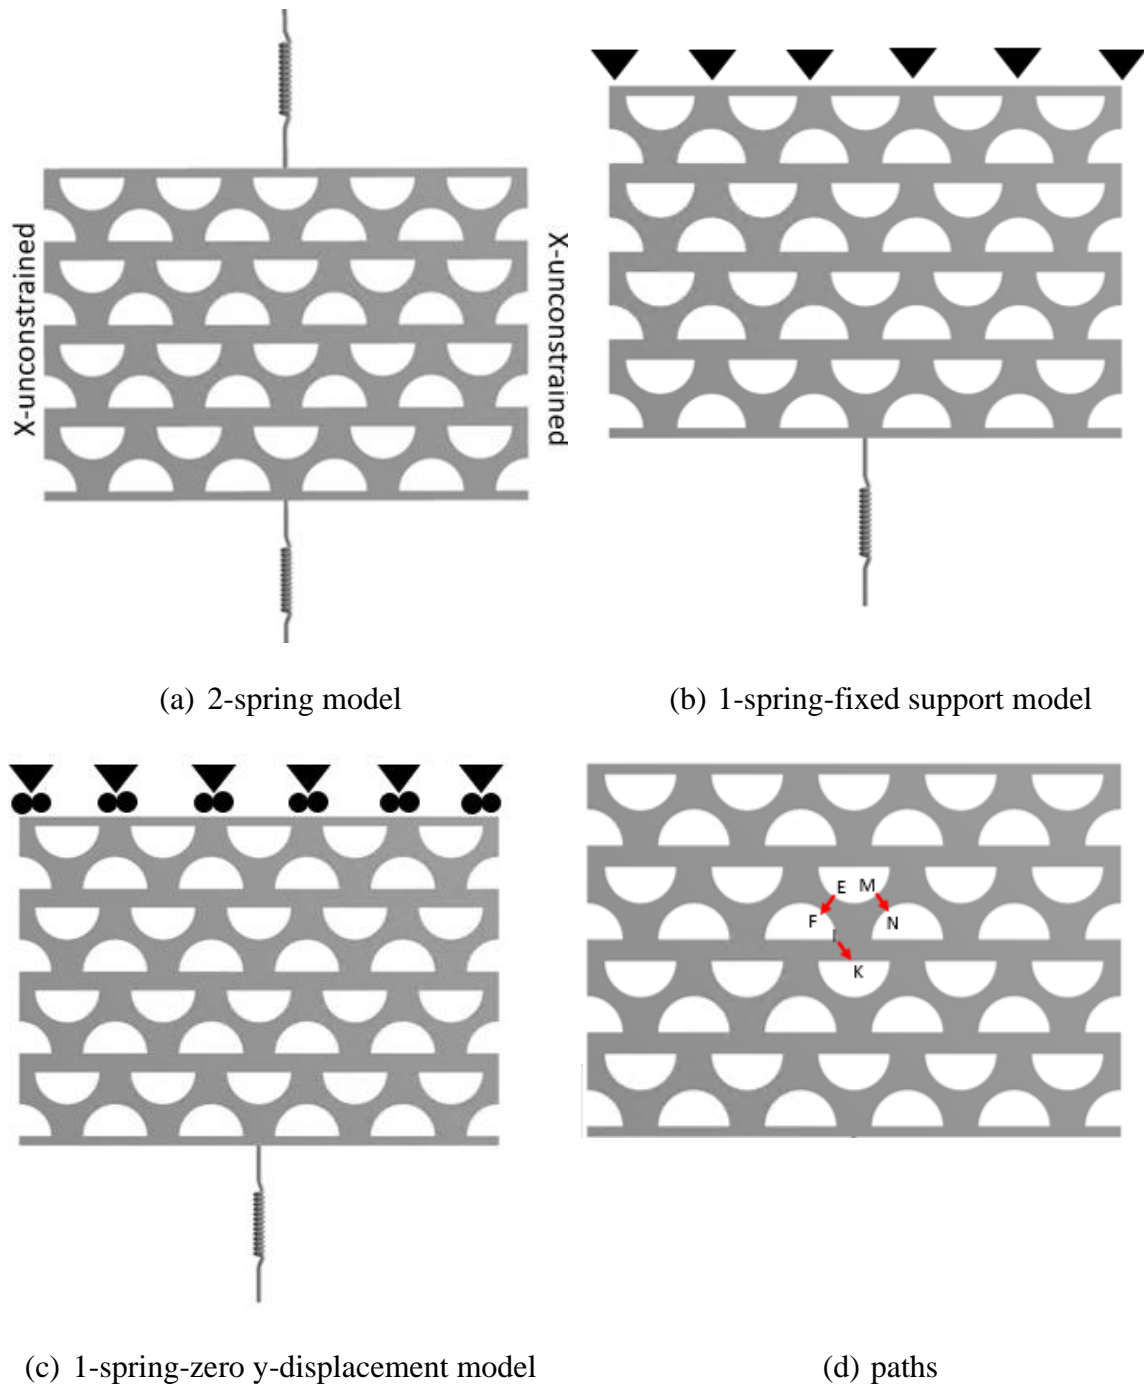 X-unconstrained
X-unconstrained
(a) 2-spring model
(b) 1-spring-fixed support model
E M
F N
I
K
(c) 1-spring-zero y-displacement model
(d) paths